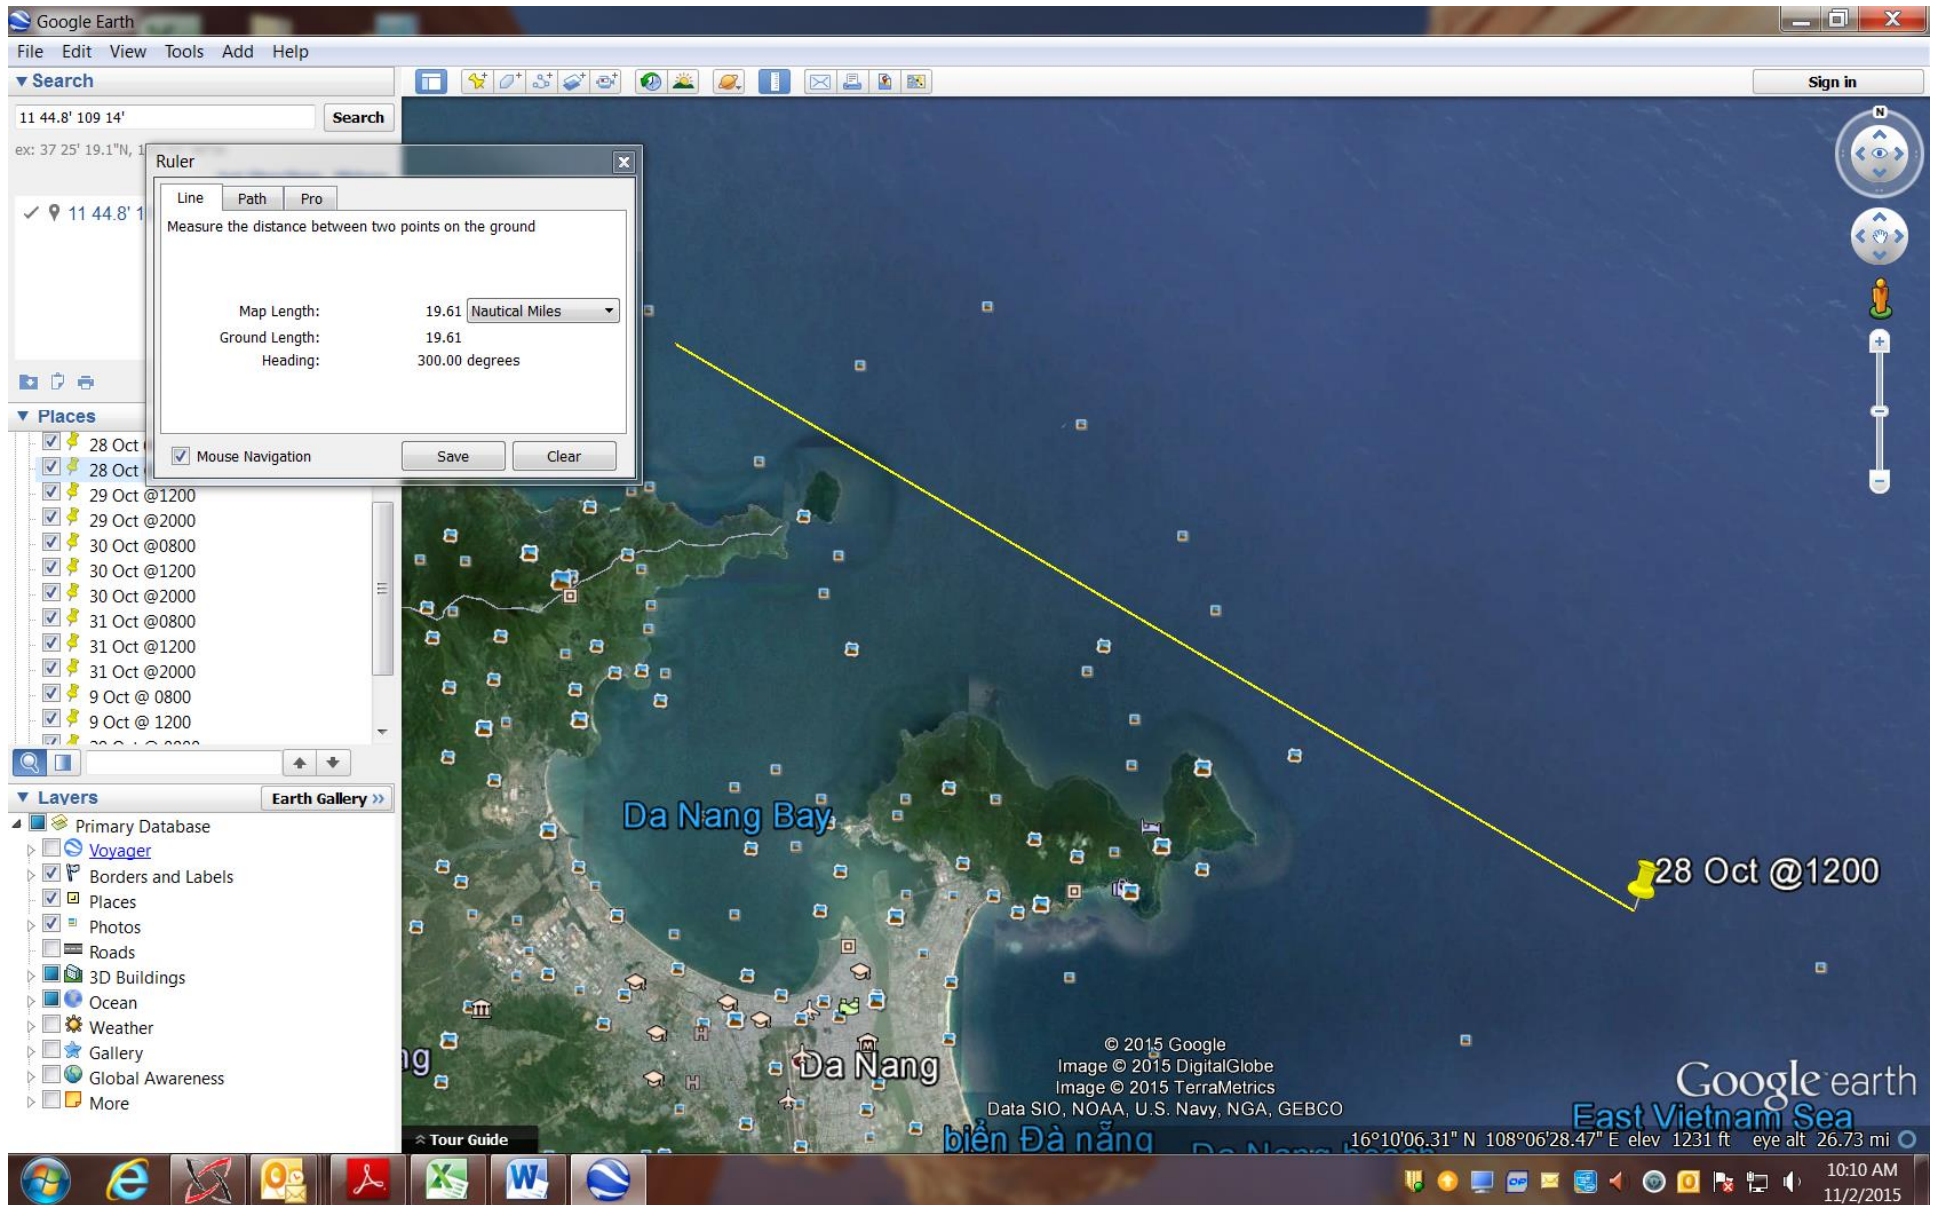 Google Earth
File Edit View Tools Add Help
Search
Sign in
11 44.8' 109 14'
Search
ex: 37 25' 19.1"N, 1
11 44.8' 1
Ruler
Line Path Pro
Measure the distance between two points on the ground
Map Length: 19.61 Nautical Miles
Ground Length: 19.61
Heading: 300.00 degrees
Mouse Navigation Save Clear
Places
28 Oct
28 Oct
29 Oct @1200
29 Oct @2000
30 Oct @0800
30 Oct @1200
30 Oct @2000
31 Oct @0800
31 Oct @1200
31 Oct @2000
9 Oct @ 0800
9 Oct @ 1200
Layers
Earth Gallery »
Primary Database
Voyager
Borders and Labels
Places
Photos
Roads
3D Buildings
Ocean
Weather
Gallery
Global Awareness
More
N
Da Nang Bay
28 Oct @1200
ng
Da Nang
© 2015 Google
Image © 2015 DigitalGlobe
Image © 2015 TerraMetrics
Data SIO, NOAA, U.S. Navy, NGA, GEBCO
Google earth
East Vietnam Sea
biển Đà nẵng
Tour Guide
16°10'06.31" N 108°06'28.47" E elev 1231 ft eye alt 26.73 mi
10:10 AM
11/2/2015